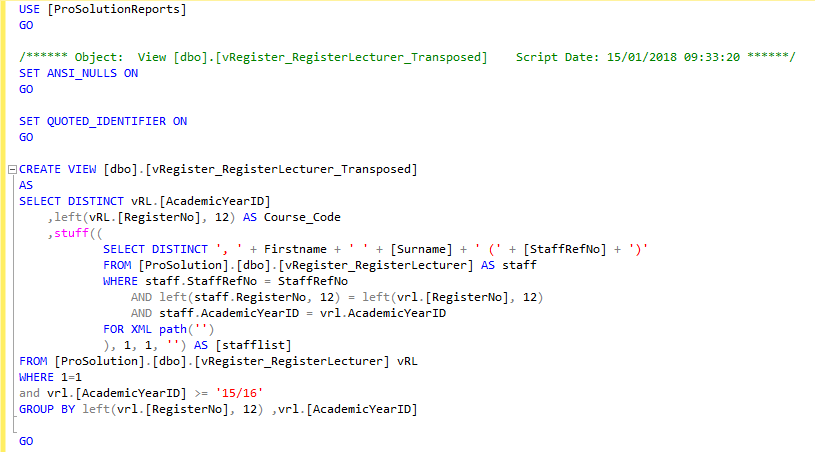 USE [ProSolutionReports]
GO
/****** Object:  View [dbo].[vRegister_RegisterLecturer_Transposed]    Script Date: 15/01/2018 09:33:20 ******/
SET ANSI_NULLS ON
GO
SET QUOTED_IDENTIFIER ON
GO
CREATE VIEW [dbo].[vRegister_RegisterLecturer_Transposed]
AS
SELECT DISTINCT vRL.[AcademicYearID]
    ,left(vRL.[RegisterNo], 12) AS Course_Code
    ,stuff((
            SELECT DISTINCT ', ' + Firstname + ' ' + [Surname] + ' (' + [StaffRefNo] + ')'
            FROM [ProSolution].[dbo].[vRegister_RegisterLecturer] AS staff
            WHERE staff.StaffRefNo = StaffRefNo
                AND left(staff.RegisterNo, 12) = left(vrl.[RegisterNo], 12)
                AND staff.AcademicYearID = vrl.AcademicYearID
            FOR XML path('')
            ), 1, 1, '') AS [stafflist]
FROM [ProSolution].[dbo].[vRegister_RegisterLecturer] vRL
WHERE 1=1
and vrl.[AcademicYearID] >= '15/16'
GROUP BY left(vrl.[RegisterNo], 12) ,vrl.[AcademicYearID]
GO